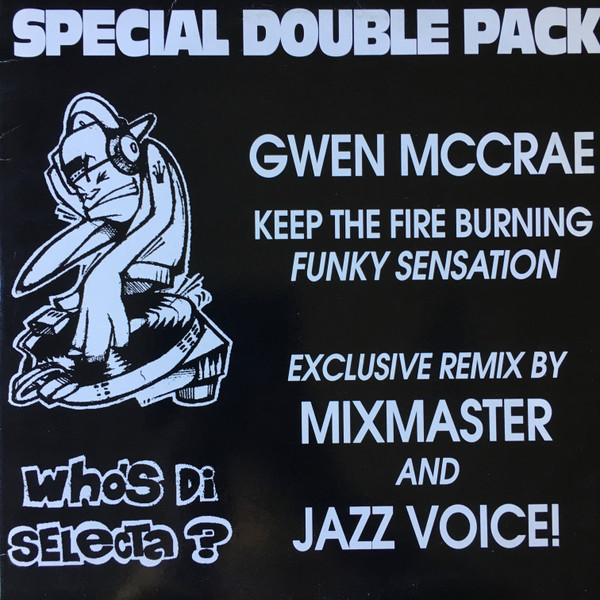 SPECIAL DOUBLE PACK
GWEN MCCRAE
KEEP THE FIRE BURNING
FUNKY SENSATION
EXCLUSIVE REMIX BY
MIXMASTER
AND
JAZZ VOICE!
WHO'S Di
SELECTA?